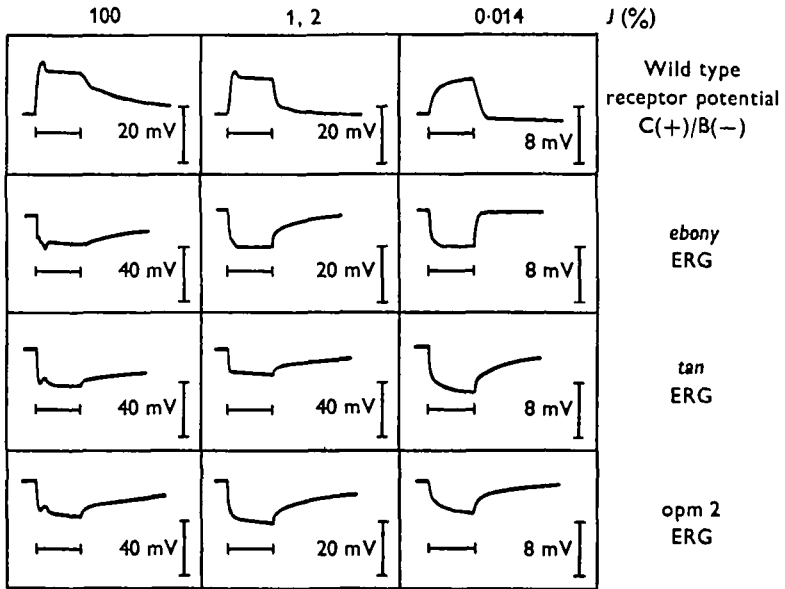 100 1, 2 0·014 J (%)
20 mV 20 mV 8 mV
Wild type
receptor potential
C(+)/B(−)
40 mV 20 mV 8 mV
ebony
ERG
40 mV 40 mV 8 mV
tan
ERG
40 mV 20 mV 8 mV
opm 2
ERG